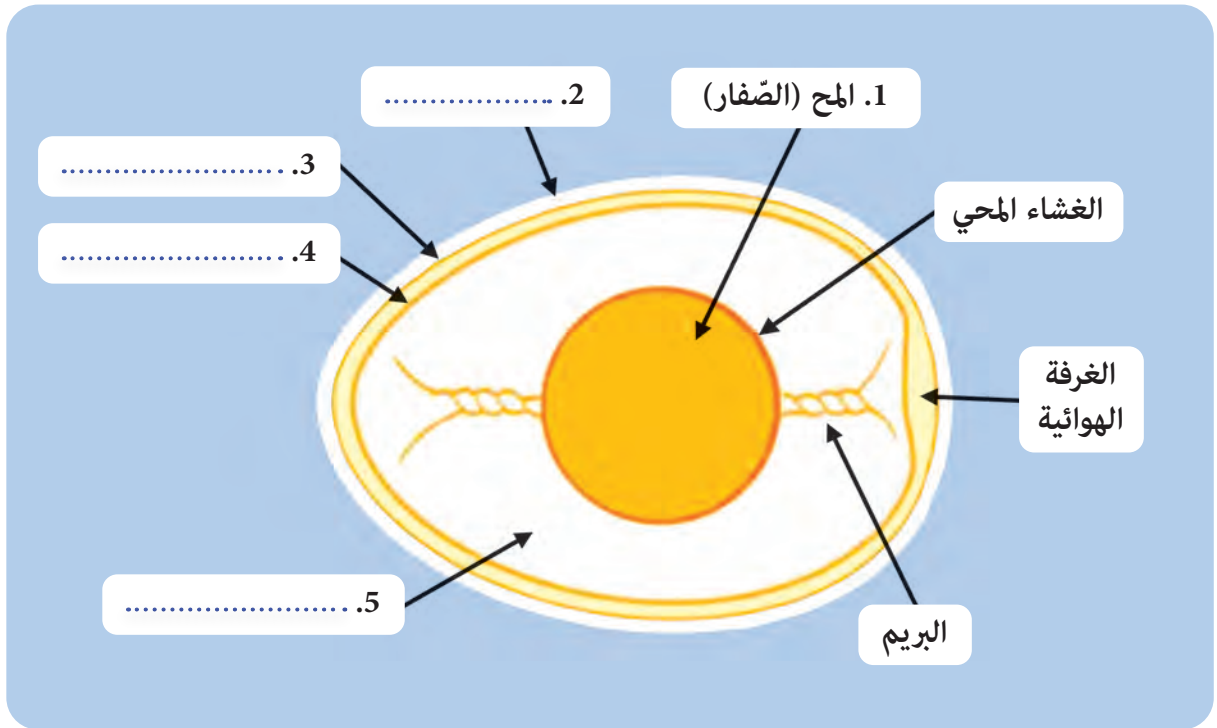 1. المح (الصّفار)
2. ..................
3. ..........................
4. ..........................
الغشاء المحي
الغرفة
الهوائية
5. ..........................
البريم